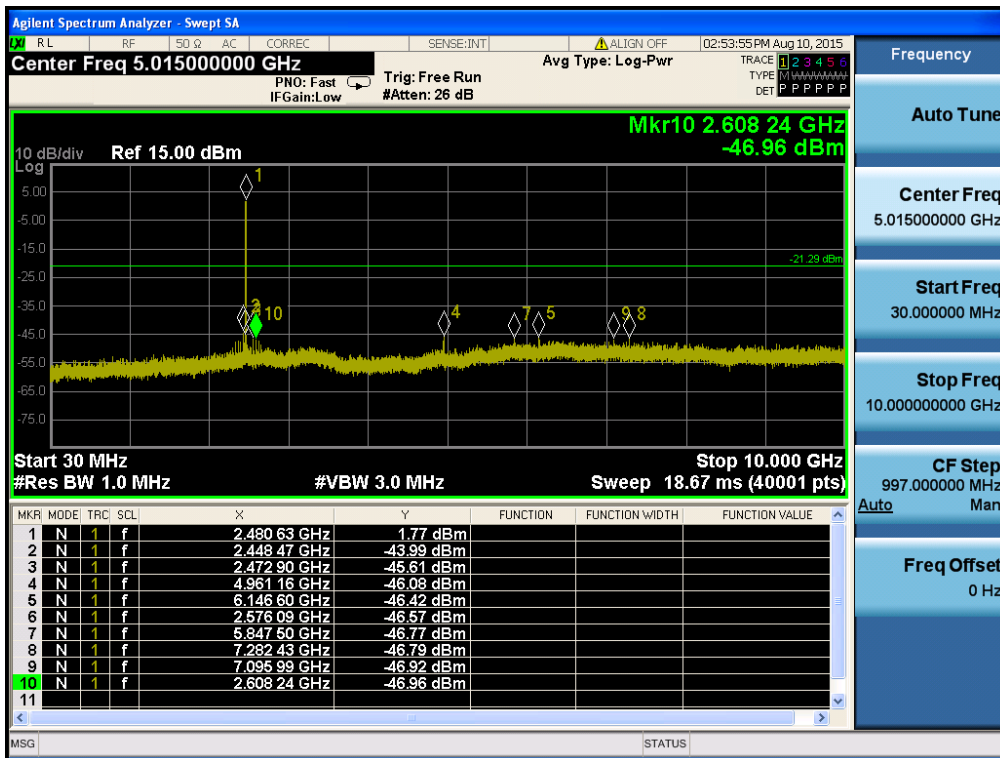 Agilent Spectrum Analyzer - Swept SA
LXI RL RF 50 Ω AC CORREC SENSE:INT ALIGN OFF 02:53:55 PM Aug 10, 2015
Center Freq 5.015000000 GHz Avg Type: Log-Pwr TRACE 1 2 3 4 5 6
PNO: Fast Trig: Free Run TYPE M
IFGain:Low #Atten: 26 dB DET P P P P P P
Mkr10 2.608 24 GHz
10 dB/div Ref 15.00 dBm -46.96 dBm
Log
1
5.00
-5.00
-15.0
-21.29 dBm
-25.0
-35.0
10 4 7 5 9 8
-45.0
-55.0
-65.0
-75.0
Start 30 MHz Stop 10.000 GHz
#Res BW 1.0 MHz #VBW 3.0 MHz Sweep 18.67 ms (40001 pts)
MKR MODE TRC SCL X Y FUNCTION FUNCTION WIDTH FUNCTION VALUE
1 N 1 f 2.480 63 GHz 1.77 dBm
2 N 1 f 2.448 47 GHz -43.99 dBm
3 N 1 f 2.472 90 GHz -45.61 dBm
4 N 1 f 4.961 16 GHz -46.08 dBm
5 N 1 f 6.146 60 GHz -46.42 dBm
6 N 1 f 2.576 09 GHz -46.57 dBm
7 N 1 f 5.847 50 GHz -46.77 dBm
8 N 1 f 7.282 43 GHz -46.79 dBm
9 N 1 f 7.095 99 GHz -46.92 dBm
10 N 1 f 2.608 24 GHz -46.96 dBm
11
MSG STATUS
Frequency
Auto Tune
Center Freq
5.015000000 GHz
Start Freq
30.000000 MHz
Stop Freq
10.000000000 GHz
CF Step
997.000000 MHz
Auto Man
Freq Offset
0 Hz